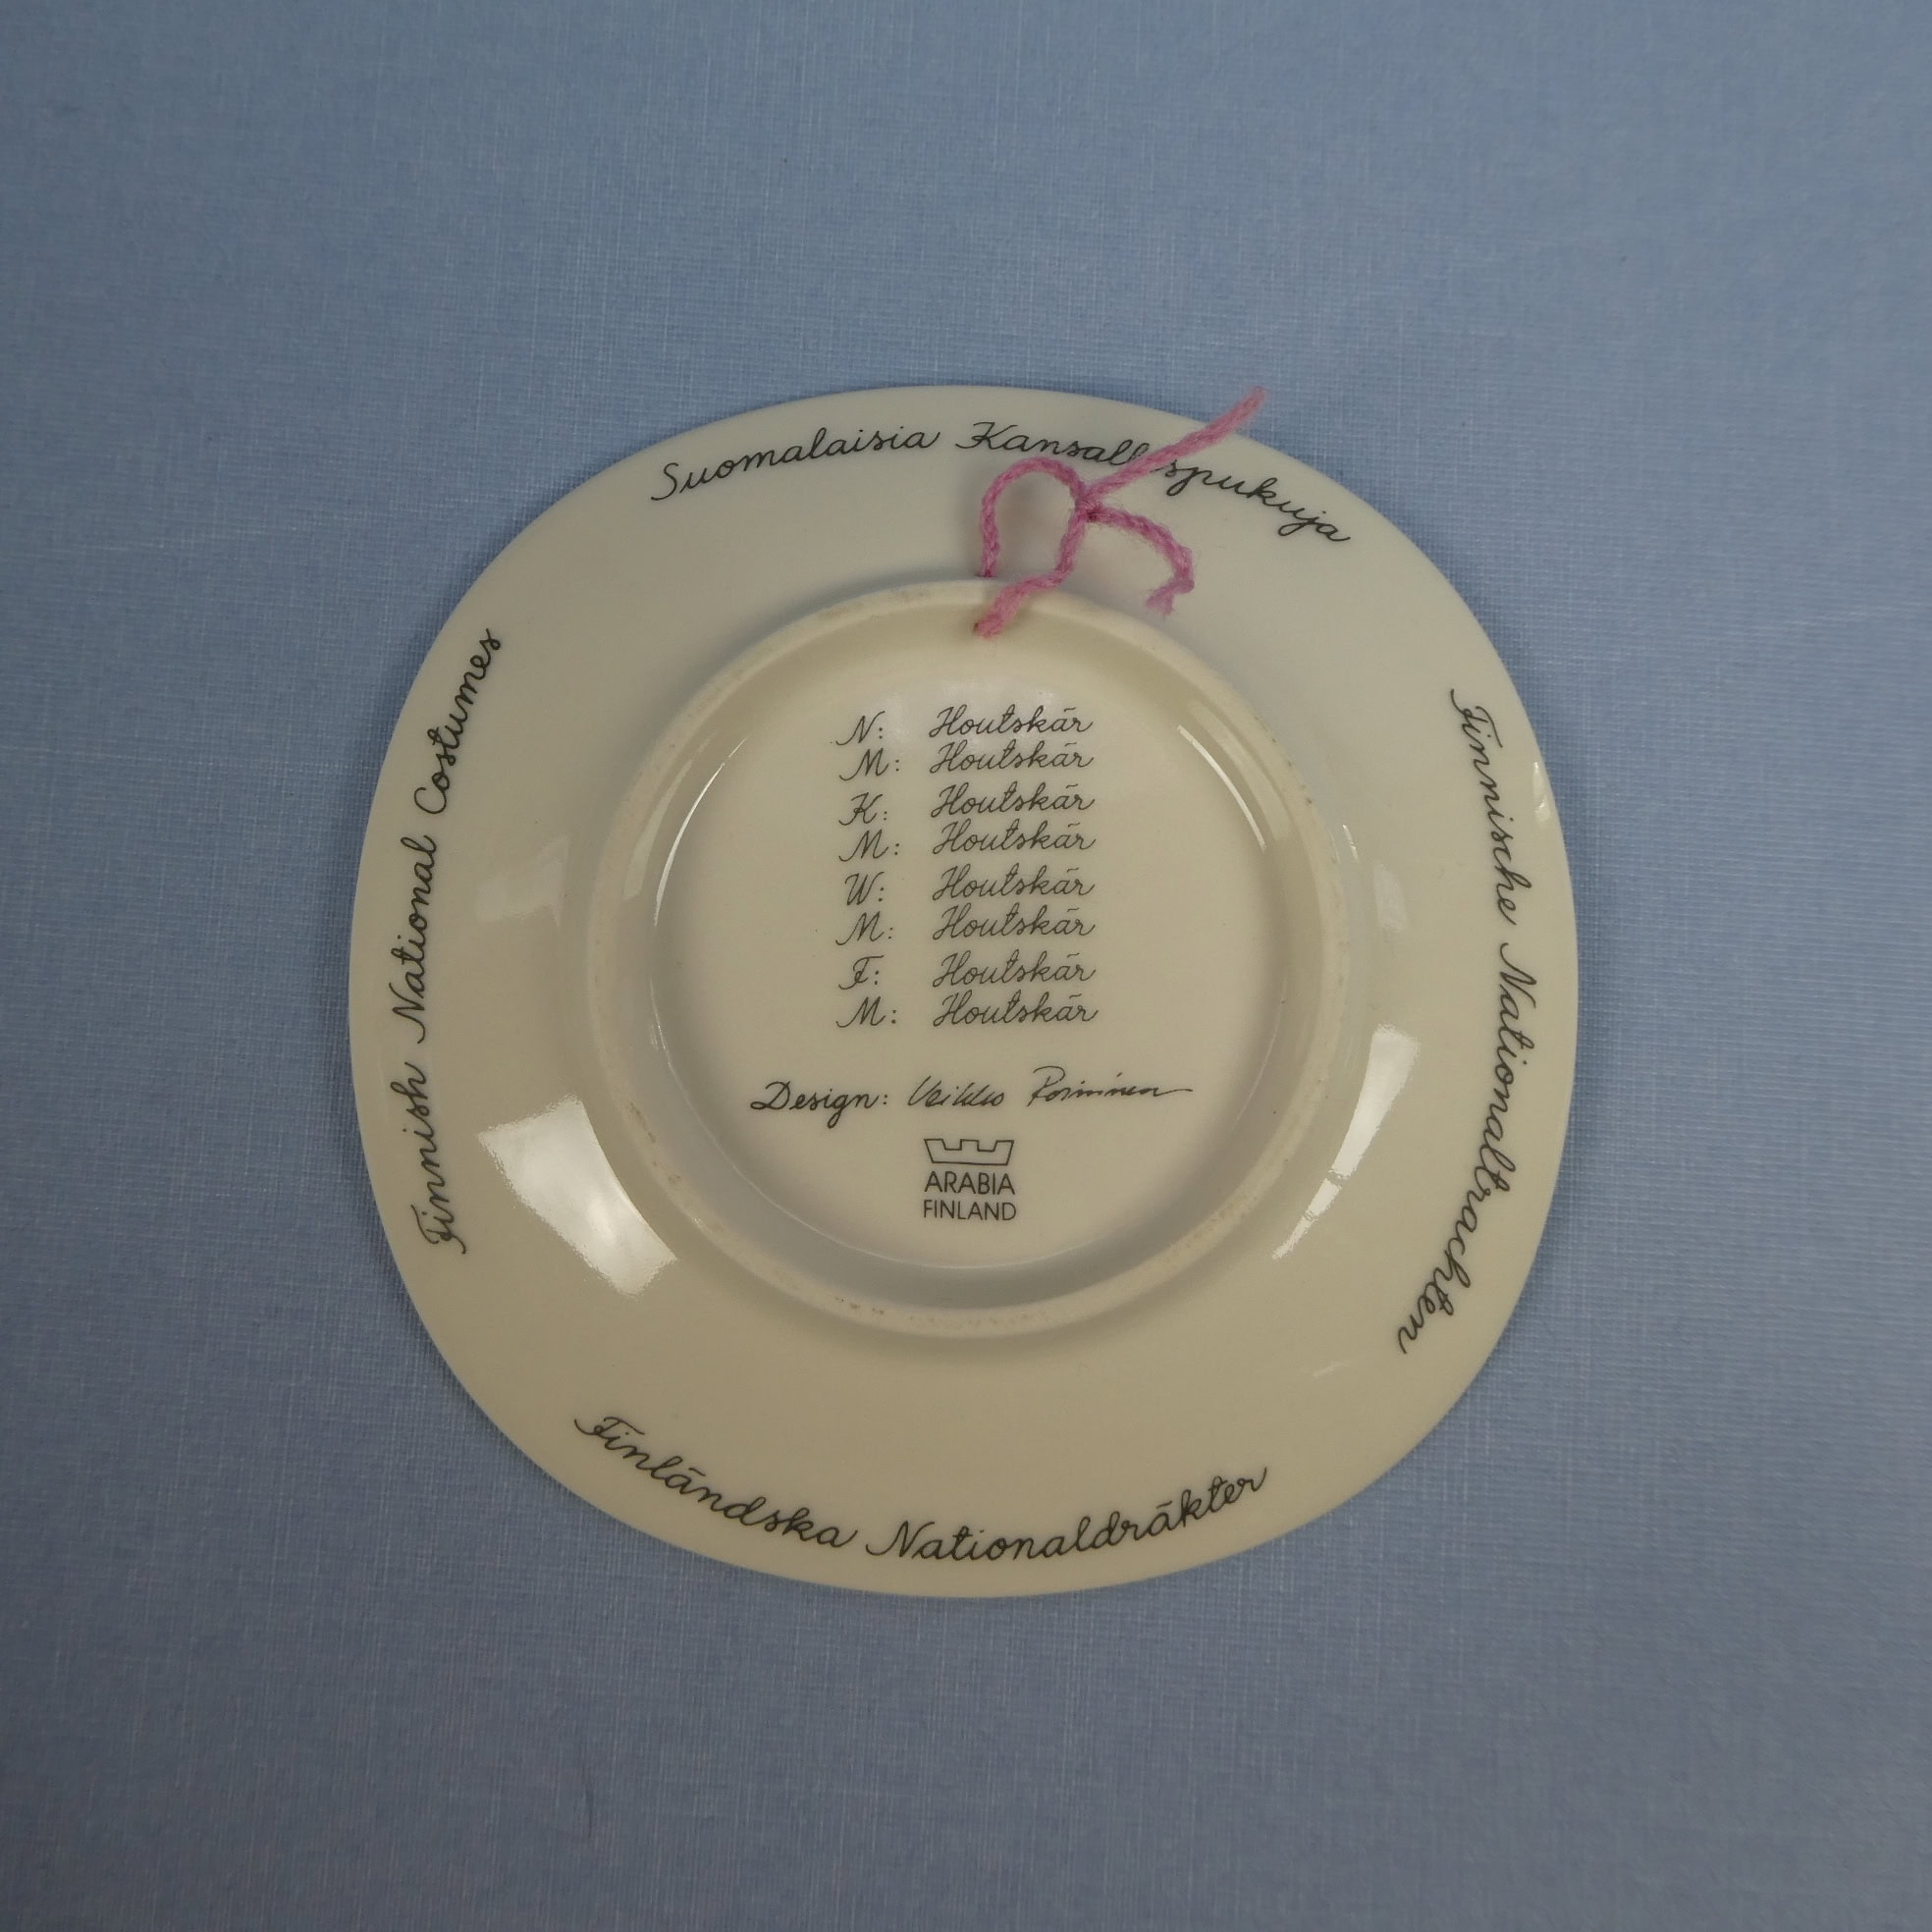 Suomalaisia Kansallispukuja
Finnish National Costumes
Finnische Nationaltrachten
N: Houtskär
M: Houtskär
K: Houtskär
M: Houtskär
W: Houtskär
M: Houtskär
F: Houtskär
M: Houtskär
Design: Veikko
ARABIA
FINLAND
Finländska Nationaldräkter